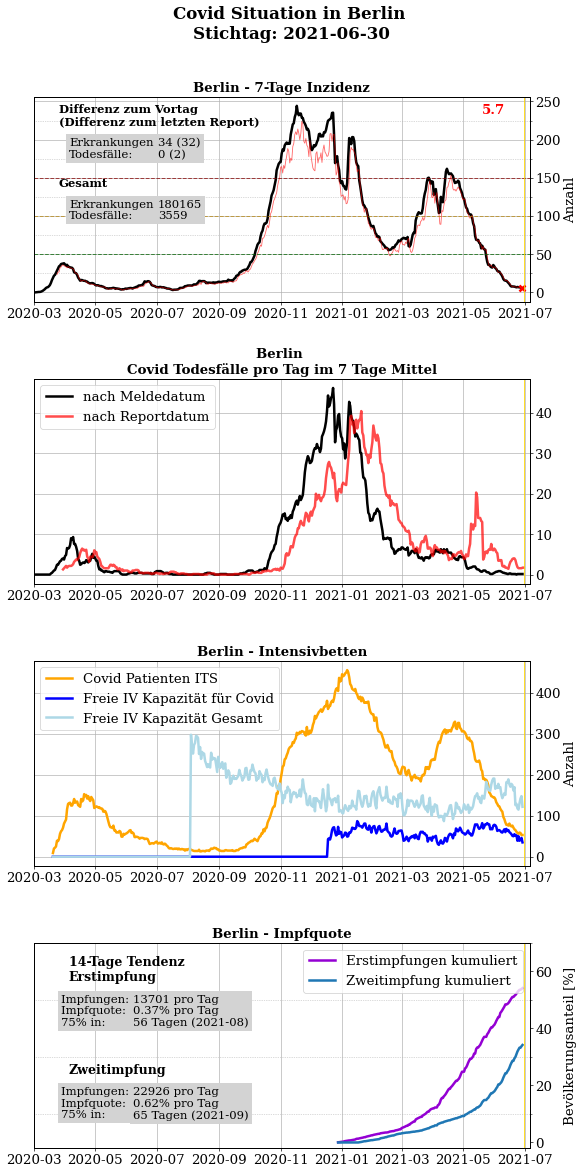 Covid Situation in Berlin
Stichtag: 2021-06-30
Berlin - 7-Tage Inzidenz
Differenz zum Vortag
(Differenz zum letzten Report)
Erkrankungen 34 (32)
Todesfälle: 0 (2)
Gesamt
Erkrankungen 180165
Todesfälle: 3559
5.7
250
200
150
100
50
0
Anzahl
2020-03 2020-05 2020-07 2020-09 2020-11 2021-01 2021-03 2021-05 2021-07
Berlin
Covid Todesfälle pro Tag im 7 Tage Mittel
nach Meldedatum
nach Reportdatum
40
30
20
10
0
2020-03 2020-05 2020-07 2020-09 2020-11 2021-01 2021-03 2021-05 2021-07
Berlin - Intensivbetten
Covid Patienten ITS
Freie IV Kapazität für Covid
Freie IV Kapazität Gesamt
400
300
200
100
0
Anzahl
2020-03 2020-05 2020-07 2020-09 2020-11 2021-01 2021-03 2021-05 2021-07
Berlin - Impfquote
14-Tage Tendenz
Erstimpfung
Impfungen: 13701 pro Tag
Impfquote: 0.37% pro Tag
75% in: 56 Tagen (2021-08)
Zweitimpfung
Impfungen: 22926 pro Tag
Impfquote: 0.62% pro Tag
75% in: 65 Tagen (2021-09)
Erstimpfungen kumuliert
Zweitimpfung kumuliert
60
40
20
0
Bevölkerungsanteil [%]
2020-03 2020-05 2020-07 2020-09 2020-11 2021-01 2021-03 2021-05 2021-07